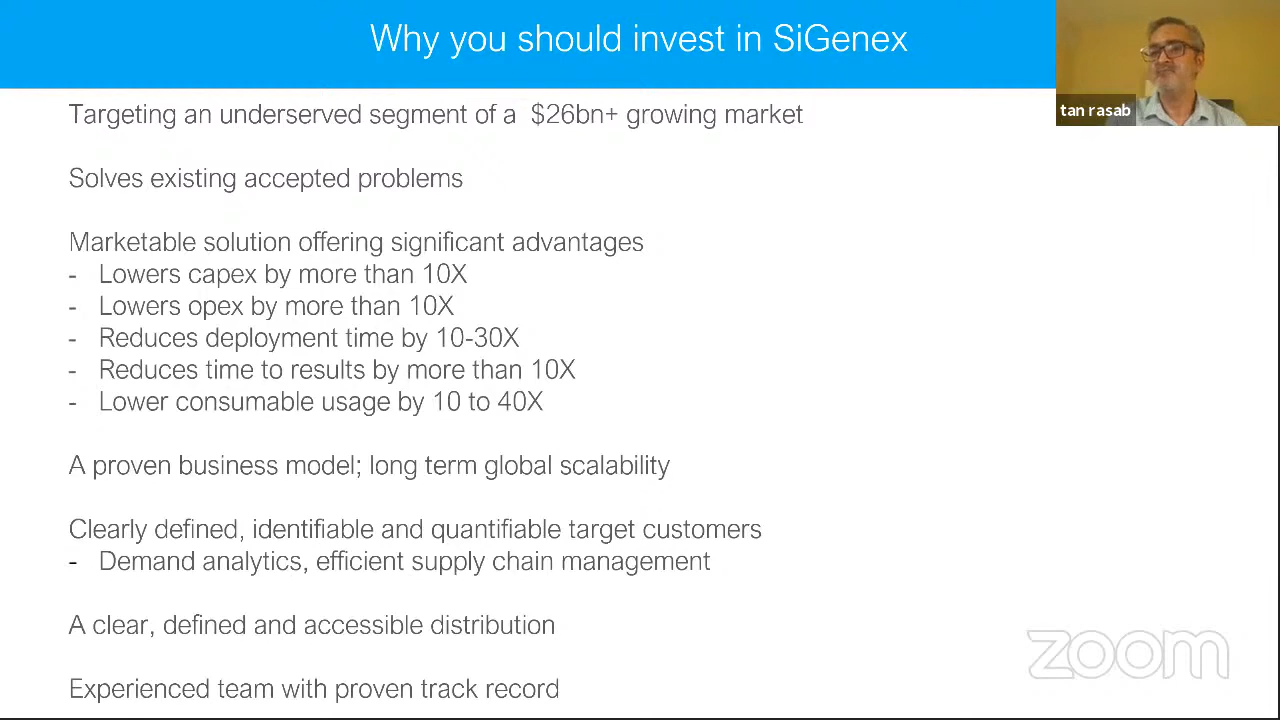 Why you should invest in SiGenex
tan rasab
Targeting an underserved segment of a $26bn+ growing market
Solves existing accepted problems
Marketable solution offering significant advantages
- Lowers capex by more than 10X
- Lowers opex by more than 10X
- Reduces deployment time by 10-30X
- Reduces time to results by more than 10X
- Lower consumable usage by 10 to 40X
A proven business model; long term global scalability
Clearly defined, identifiable and quantifiable target customers
- Demand analytics, efficient supply chain management
A clear, defined and accessible distribution
Experienced team with proven track record
zoom